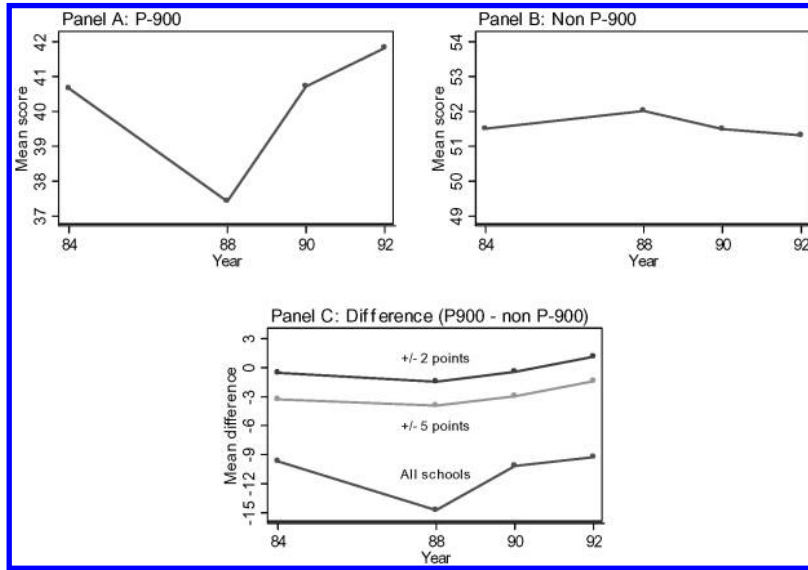 Panel A: P-900
Mean score
42
41
40
39
38
37
84
88
90
92
Year
Panel B: Non P-900
Mean score
54
53
52
51
50
49
84
88
90
92
Year
Panel C: Difference (P900 - non P-900)
Mean difference
3
0
-3
-6
-9
-12
-15
+/- 2 points
+/- 5 points
All schools
84
88
90
92
Year